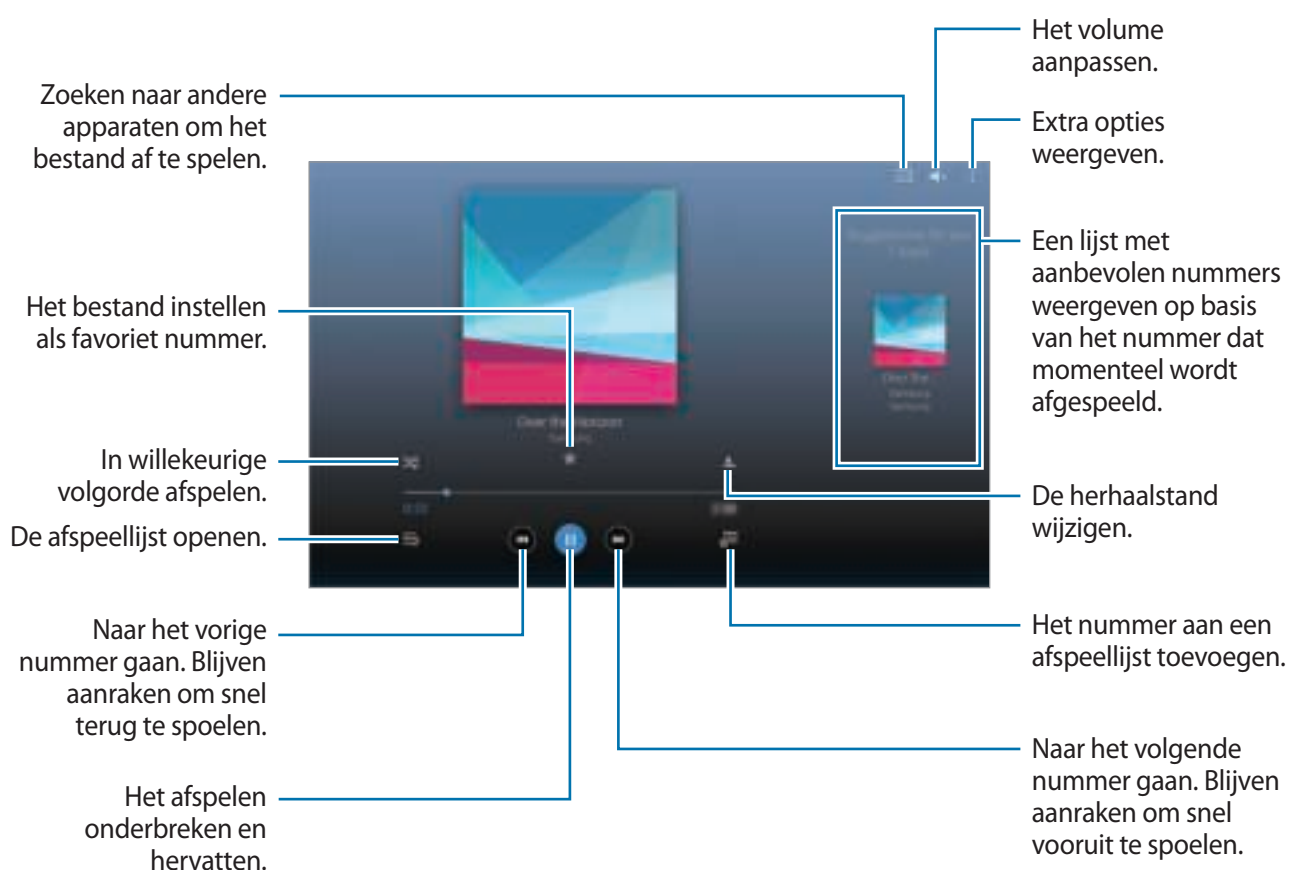 Het volume
aanpassen.
Zoeken naar andere
apparaten om het
bestand af te spelen.
Extra opties
weergeven.
Een lijst met
aanbevolen nummers
weergeven op basis
van het nummer dat
momenteel wordt
afgespeeld.
Het bestand instellen
als favoriet nummer.
Over the Horizon
Samsung
In willekeurige
volgorde afspelen.
De herhaalstand
wijzigen.
De afspeellijst openen.
Naar het vorige
nummer gaan. Blijven
aanraken om snel
terug te spoelen.
Het nummer aan een
afspeellijst toevoegen.
Naar het volgende
nummer gaan. Blijven
aanraken om snel
vooruit te spoelen.
Het afspelen
onderbreken en
hervatten.